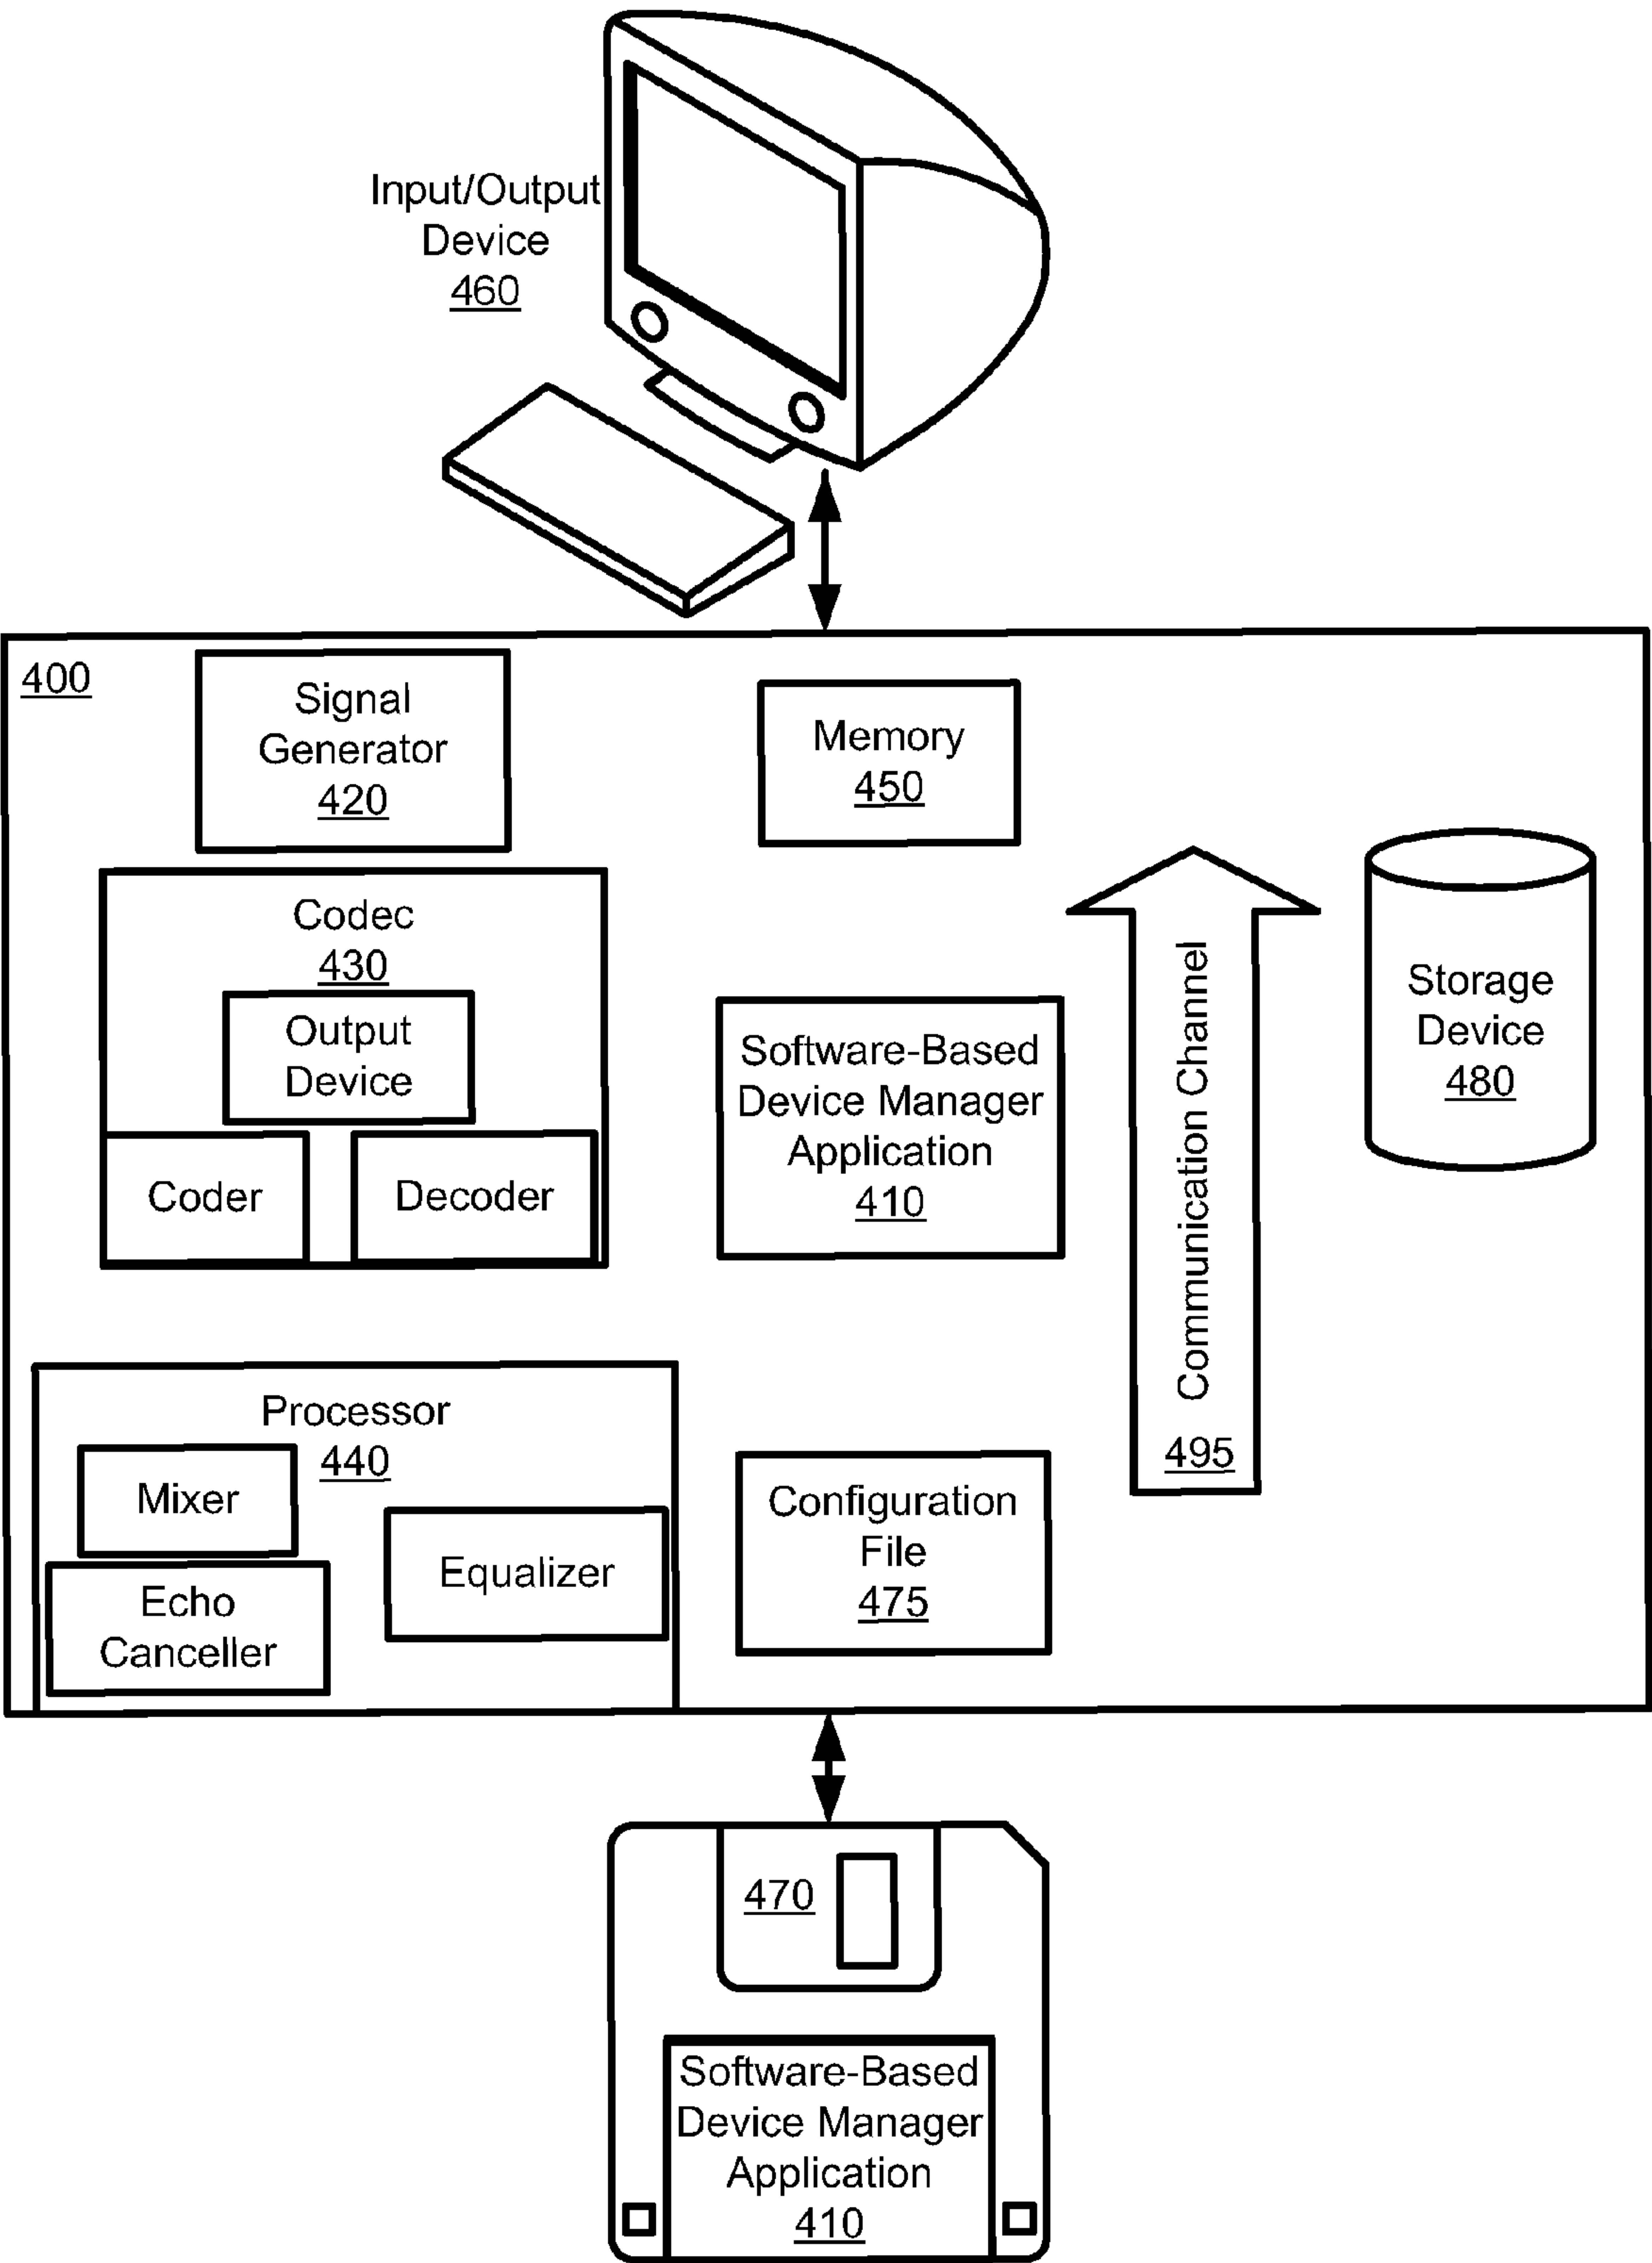 Input/Output
Device
460
400
Signal
Generator
420
Memory
450
Codec
430
Output
Device
Coder
Decoder
Software-Based
Device Manager
Application
410
Communication Channel
495
Storage
Device
480
Processor
440
Mixer
Echo
Canceller
Equalizer
Configuration
File
475
470
Software-Based
Device Manager
Application
410